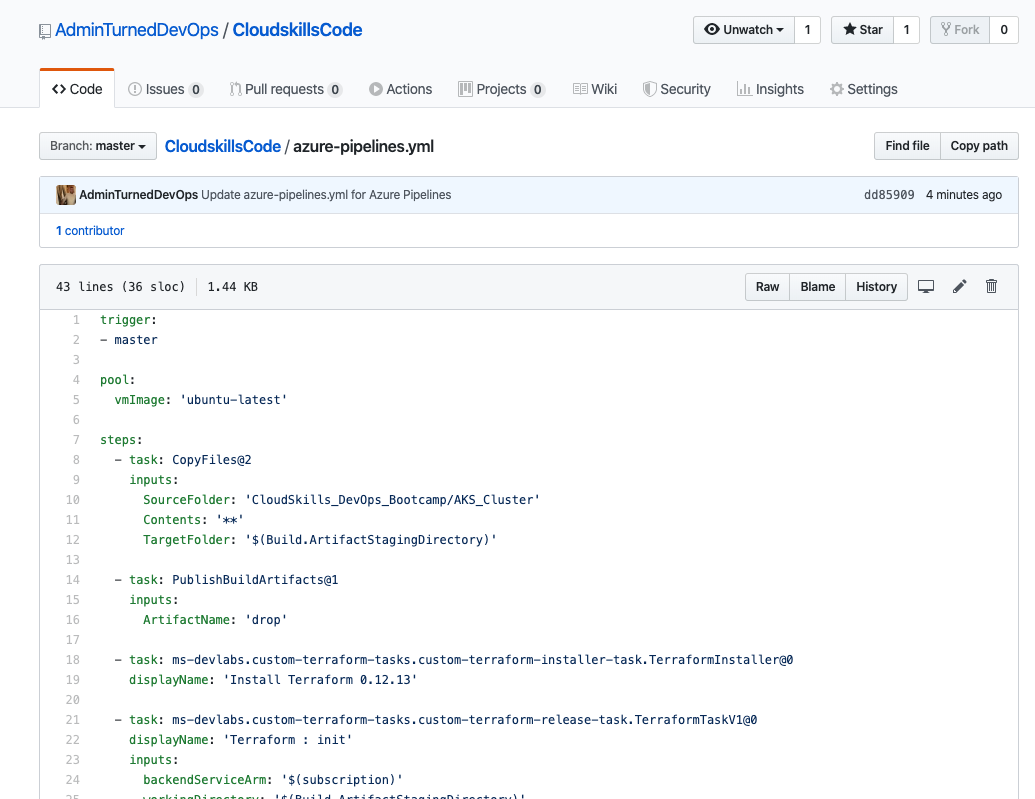 AdminTurnedDevOps / CloudskillsCode
Unwatch 1 Star 1 Fork 0
Code Issues 0 Pull requests 0 Actions Projects 0 Wiki Security Insights Settings
Branch: master CloudskillsCode / azure-pipelines.yml Find file Copy path
AdminTurnedDevOps Update azure-pipelines.yml for Azure Pipelines dd85909 4 minutes ago
1 contributor
43 lines (36 sloc) 1.44 KB Raw Blame History
1 trigger:
2 - master
3
4 pool:
5   vmImage: 'ubuntu-latest'
6
7 steps:
8   - task: CopyFiles@2
9     inputs:
10       SourceFolder: 'CloudSkills_DevOps_Bootcamp/AKS_Cluster'
11       Contents: '**'
12       TargetFolder: '$(Build.ArtifactStagingDirectory)'
13
14   - task: PublishBuildArtifacts@1
15     inputs:
16       ArtifactName: 'drop'
17
18   - task: ms-devlabs.custom-terraform-tasks.custom-terraform-installer-task.TerraformInstaller@0
19     displayName: 'Install Terraform 0.12.13'
20
21   - task: ms-devlabs.custom-terraform-tasks.custom-terraform-release-task.TerraformTaskV1@0
22     displayName: 'Terraform : init'
23     inputs:
24       backendServiceArm: '$(subscription)'
25       workingDirectory: '$(Build.ArtifactStagingDirectory)'